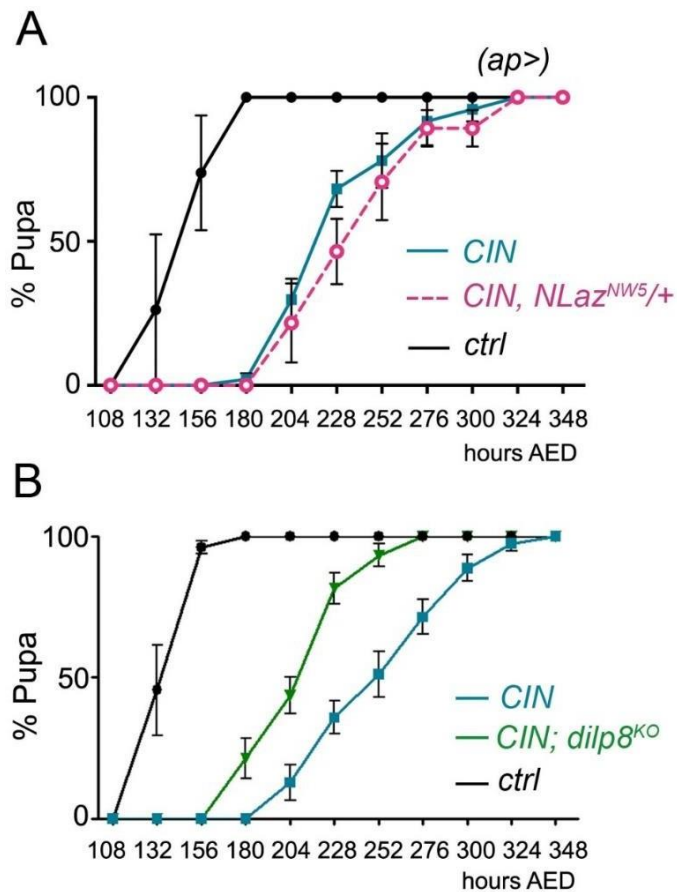 A
(ap>)
100
50
0
% Pupa
CIN
CIN, NLaz^NW5/+
ctrl
108 132 156 180 204 228 252 276 300 324 348
hours AED
B
100
50
0
% Pupa
CIN
CIN; dilp8^KO
ctrl
108 132 156 180 204 228 252 276 300 324 348
hours AED